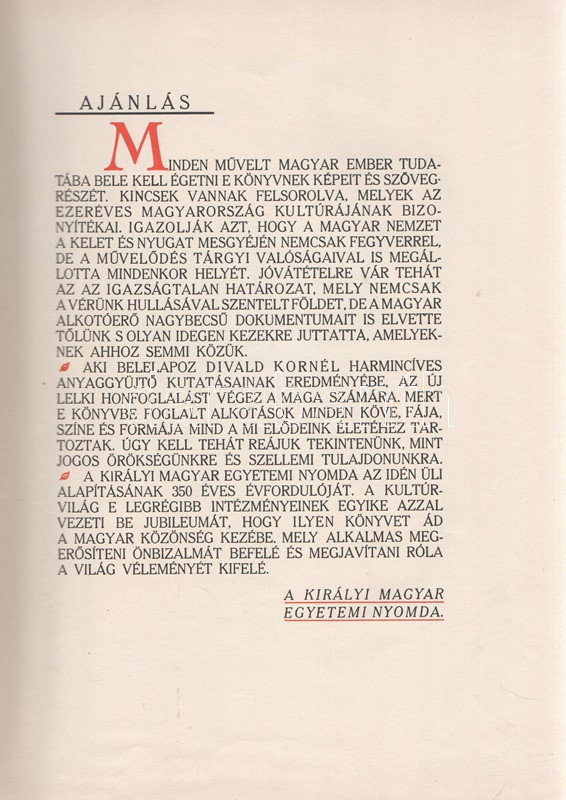 AJÁNLÁS
MINDEN MŰVELT MAGYAR EMBER TUDA-
TÁBA BELE KELL ÉGETNI E KÖNYVNEK KÉPEIT ÉS SZÖVEG-
RÉSZÉT. KINCSEK VANNAK FELSOROLVA, MELYEK AZ
EZERÉVES MAGYARORSZÁG KULTÚRÁJÁNAK BIZO-
NYÍTÉKAI. IGAZOLJÁK AZT, HOGY A MAGYAR NEMZET
A KELET ÉS NYUGAT MESGYÉJÉN NEMCSAK FEGYVERREL,
DE A MŰVELŐDÉS TÁRGYI VALÓSÁGAIVAL IS MEGÁL-
LOTTA MINDENKOR HELYÉT. JÓVÁTÉTELRE VÁR TEHÁT
AZ AZ IGAZSÁGTALAN HATÁROZAT, MELY NEMCSAK
A VÉRÜNK HULLÁSÁVAL SZENTELT FÖLDET, DE A MAGYAR
ALKOTÓERŐ NAGYBECSŰ DOKUMENTUMAIT IS ELVETTE
TŐLÜNK S OLYAN IDEGEN KEZEKRE JUTTATTA, AMELYEK-
NEK AHHOZ SEMMI KÖZÜK.
AKI BELELAPOZ DIVALD KORNÉL HARMINCÍVES
ANYAGGYŰJTŐ KUTATÁSAINAK EREDMÉNYÉBE, AZ ÚJ
LELKI HONFOGLALÁST VÉGEZ A MAGA SZÁMÁRA. MERT
E KÖNYVBE FOGLALT ALKOTÁSOK MINDEN KÖVE, FÁJA,
SZÍNE ÉS FORMÁJA MIND A MI ELŐDEINK ÉLETÉHEZ TAR-
TOZTAK. ÚGY KELL TEHÁT REÁJUK TEKINTENÜNK, MINT
JOGOS ÖRÖKSÉGÜNKRE ÉS SZELLEMI TULAJDONUNKRA.
A KIRÁLYI MAGYAR EGYETEMI NYOMDA AZ IDÉN ÜLI
ALAPÍTÁSÁNAK 350 ÉVES ÉVFORDULÓJÁT. A KULTÚR-
VILÁG E LEGRÉGIBB INTÉZMÉNYEINEK EGYIKE AZZAL
VEZETI BE JUBILEUMÁT, HOGY ILYEN KÖNYVET ÁD
A MAGYAR KÖZÖNSÉG KEZÉBE. MELY ALKALMAS MEG-
ERŐSÍTENI ÖNBIZALMÁT BEFELÉ ÉS MEGJAVÍTANI RÓLA
A VILÁG VÉLEMÉNYÉT KIFELÉ.
A KIRÁLYI MAGYAR
EGYETEMI NYOMDA.